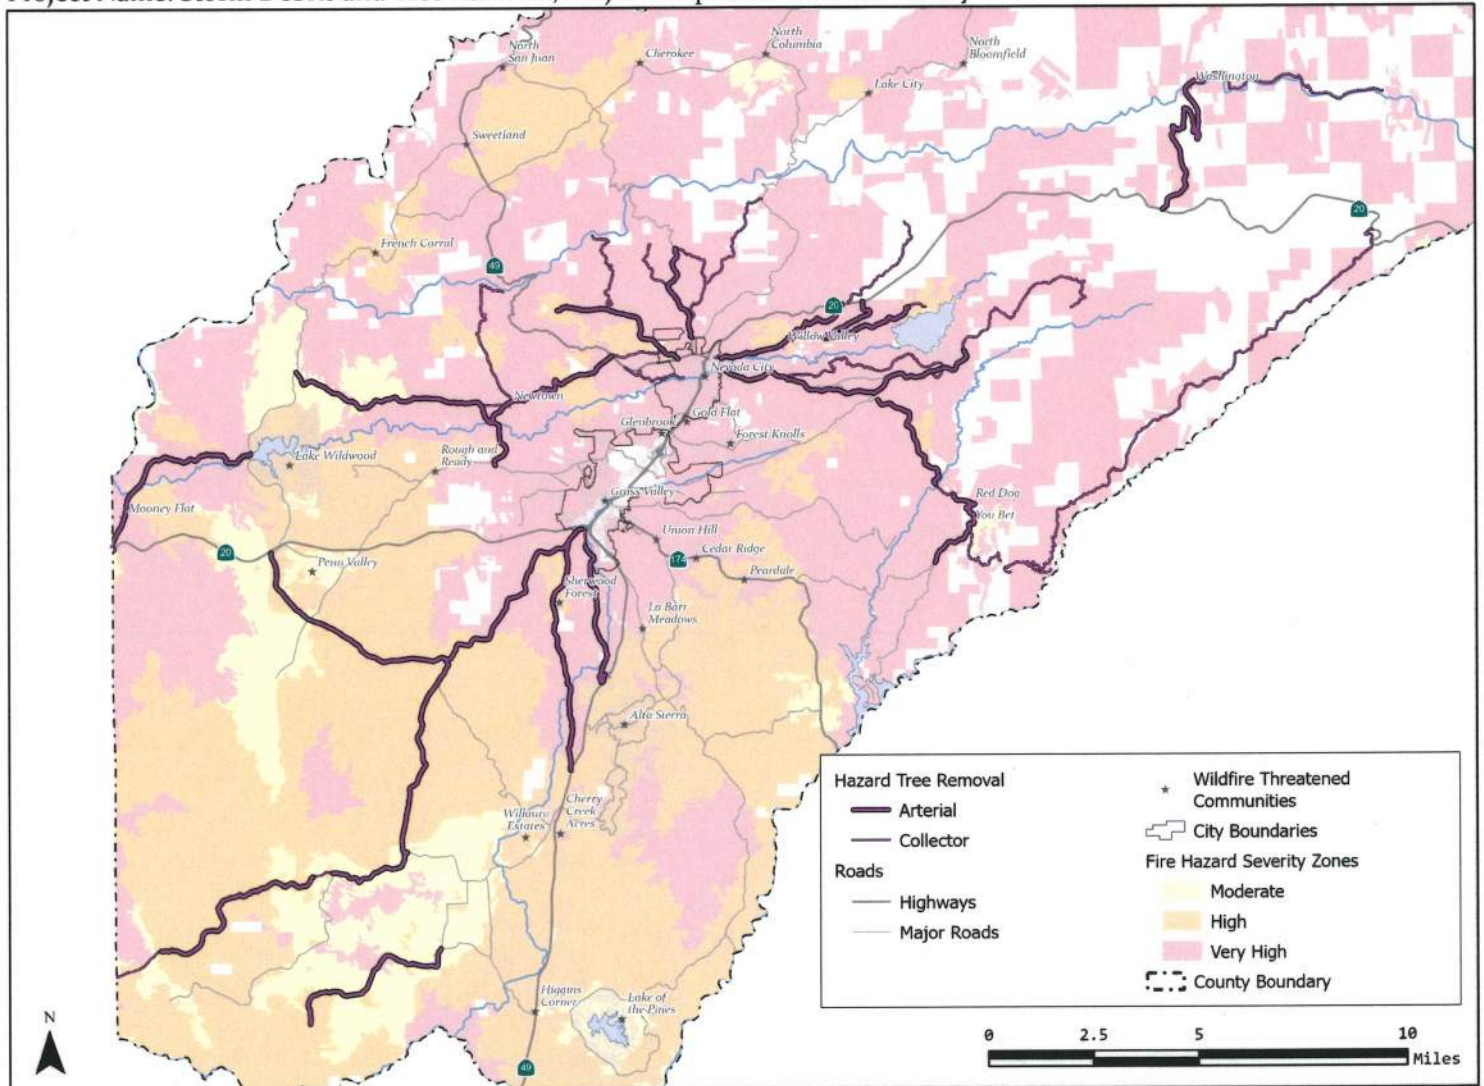 North
San Juan
Cherokee
North
Columbia
North
Bloomfield
Lake City
Washington
Sweetland
French Corral
20
49
20
Willow Valley
Nevada City
Newtown
Gold Flat
Glenbrook
Forest Knolls
Rough and
Ready
Lake Wildwood
Grass Valley
Red Dog
You Bet
Mooney Flat
Union Hill
20
174
Cedar Ridge
Penn Valley
Peardale
Sherwood
Forest
La Barr
Meadows
Alta Sierra
Cherry
Creek
Acres
Wilkaura
Estates
Higgins
Corner
Lake of
the Pines
49
N
Hazard Tree Removal
Arterial
Collector
Roads
Highways
Major Roads
Wildfire Threatened
Communities
City Boundaries
Fire Hazard Severity Zones
Moderate
High
Very High
County Boundary
0 2.5 5 10
Miles